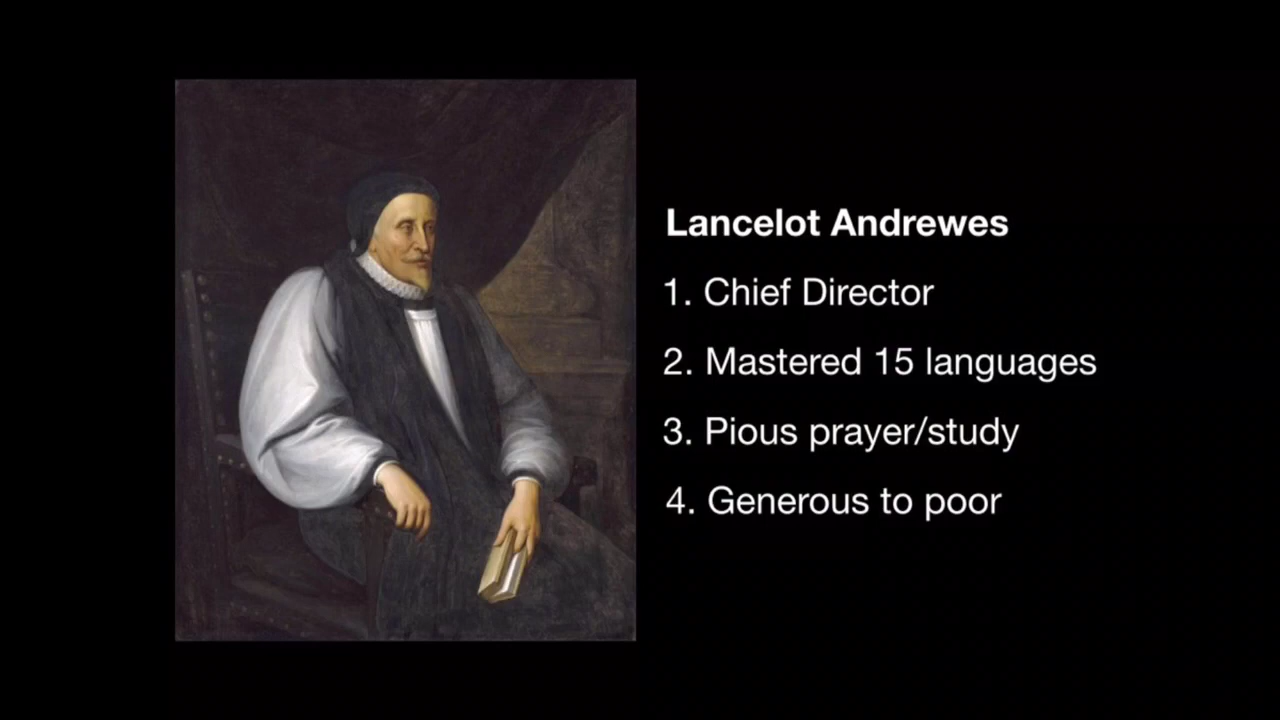 Lancelot Andrewes
1. Chief Director
2. Mastered 15 languages
3. Pious prayer/study
4. Generous to poor